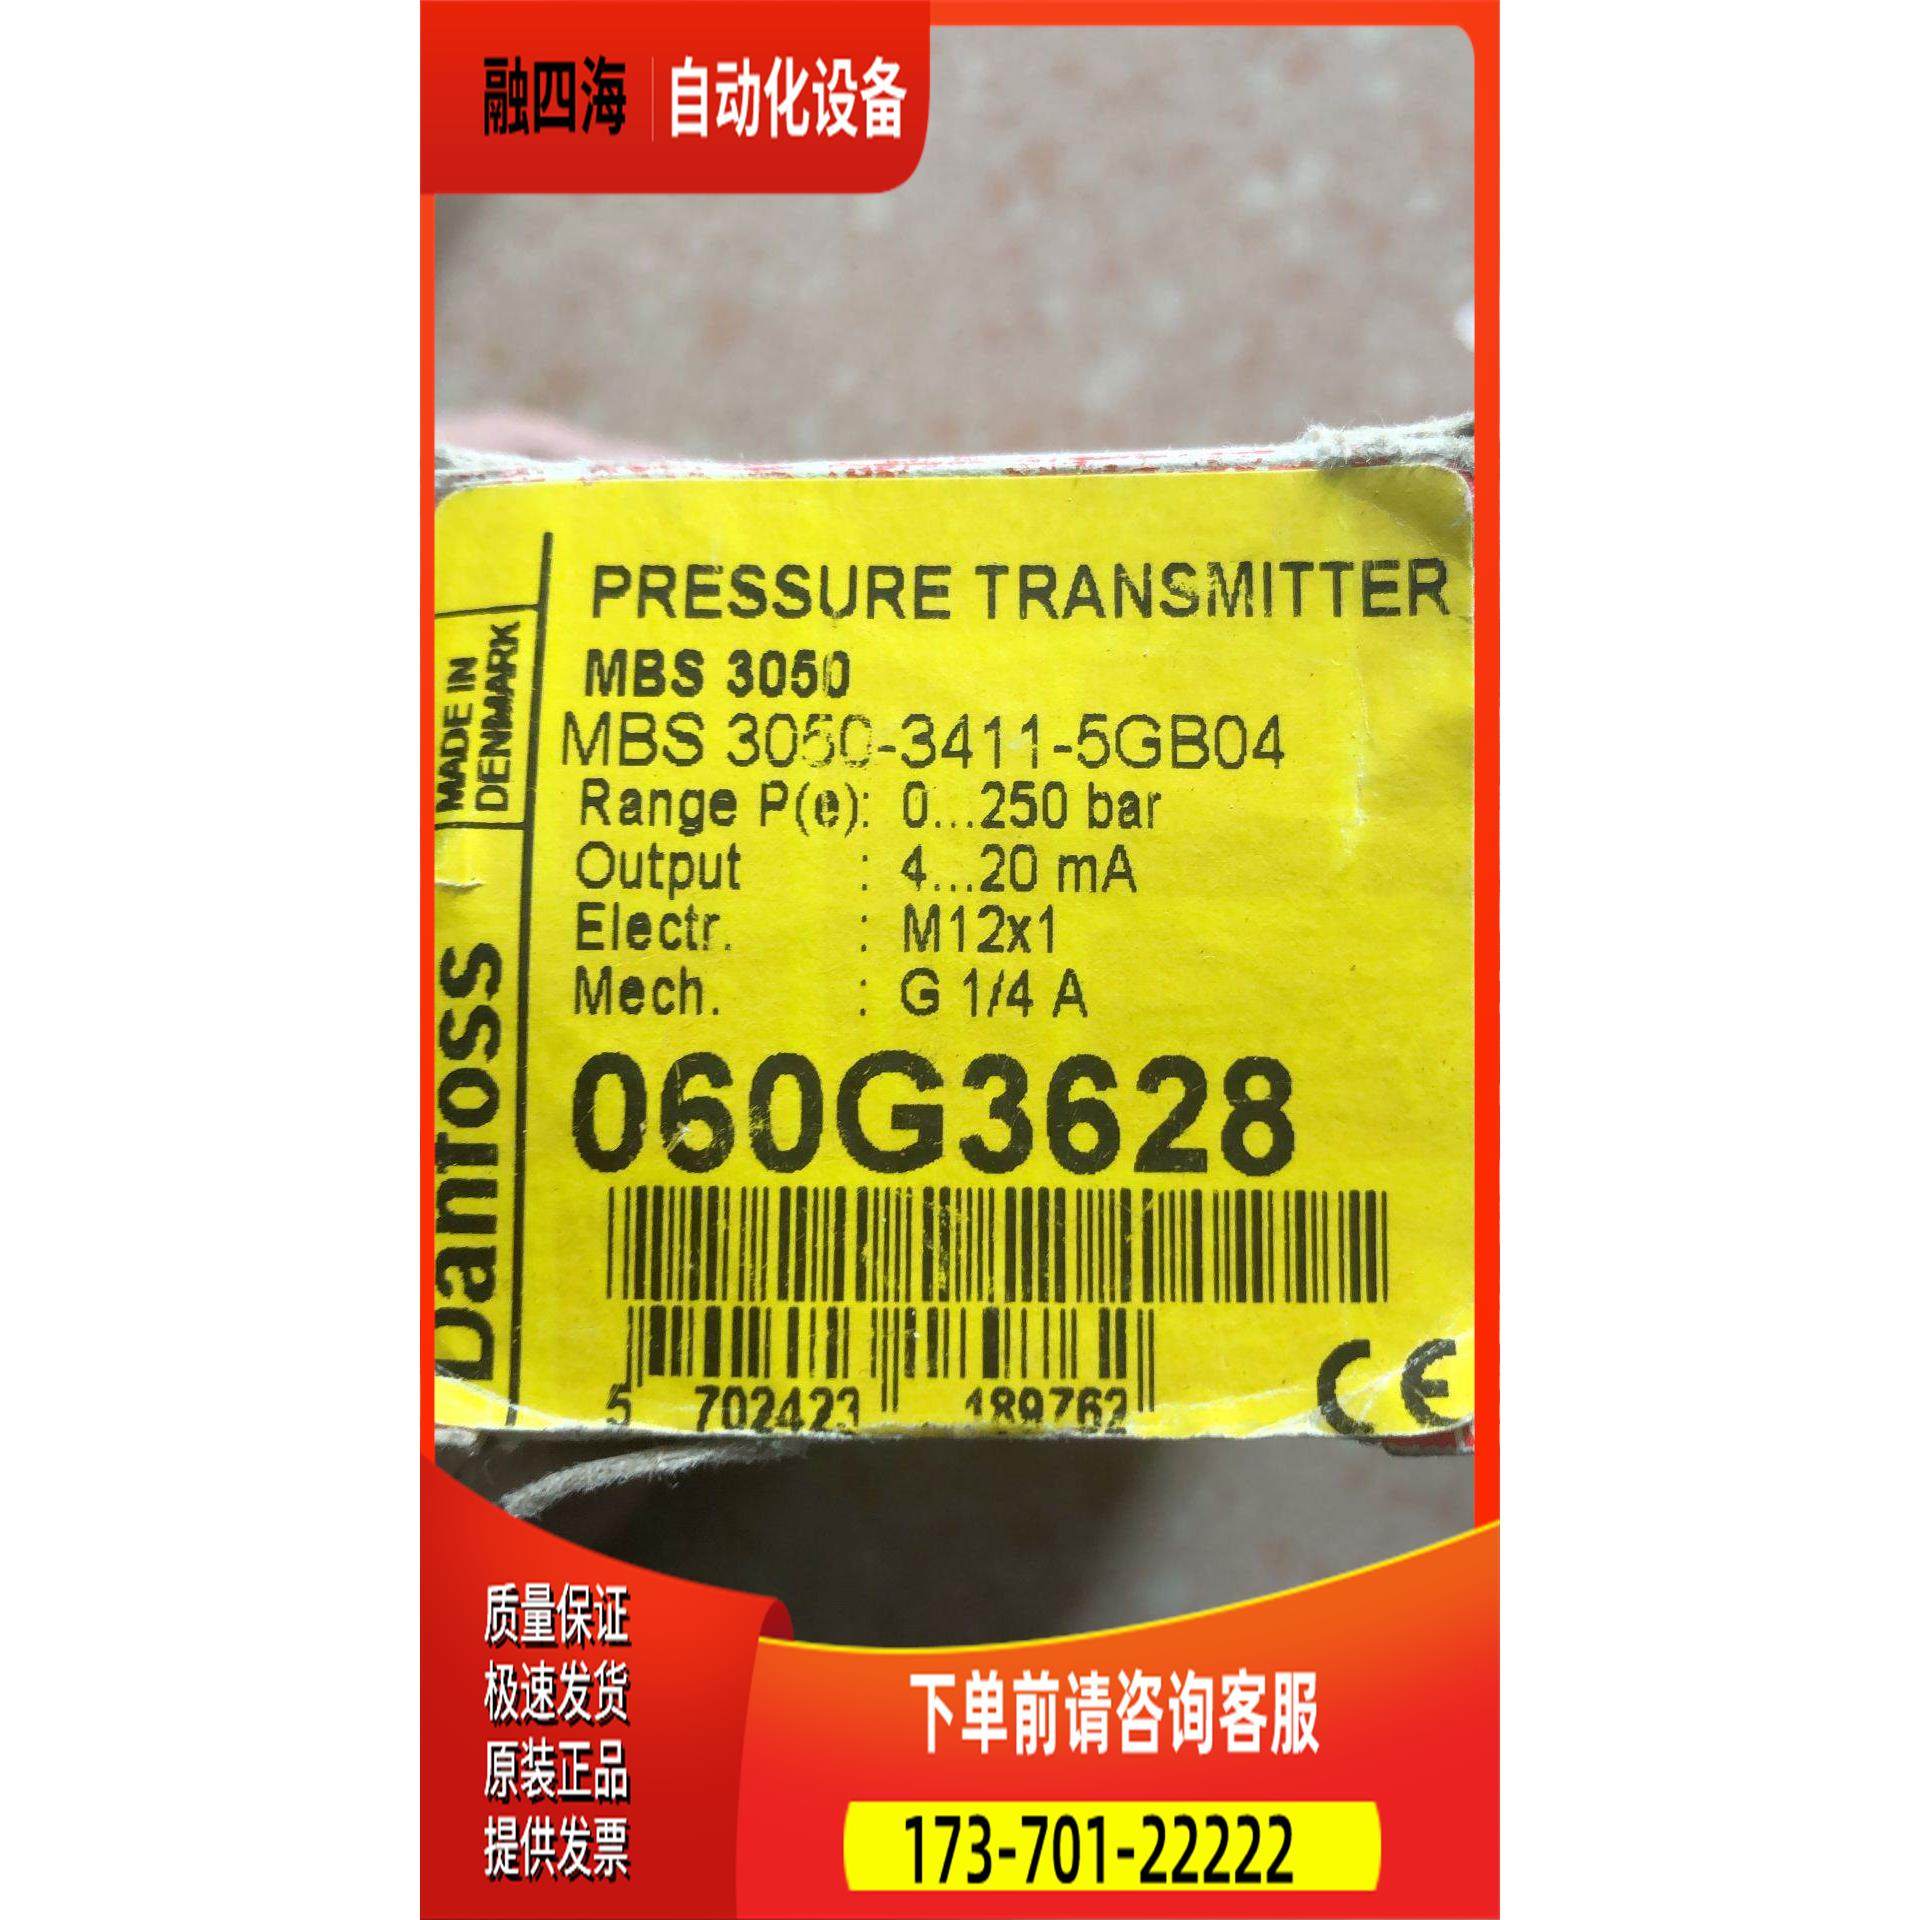 融四海 自动化设备
PRESSURE TRANSMITTER
MBS 3050
MBS 3050-3411-5GB04
Range P(e): 0...250 bar
Output : 4...20 mA
Electr. : M12x1
Mech. : G 1/4 A
060G3628
5 702423 189762
CE
MADE IN
DENMARK
Danfoss
质量保证
极速发货
原装正品
提供发票
下单前请咨询客服
173-701-22222